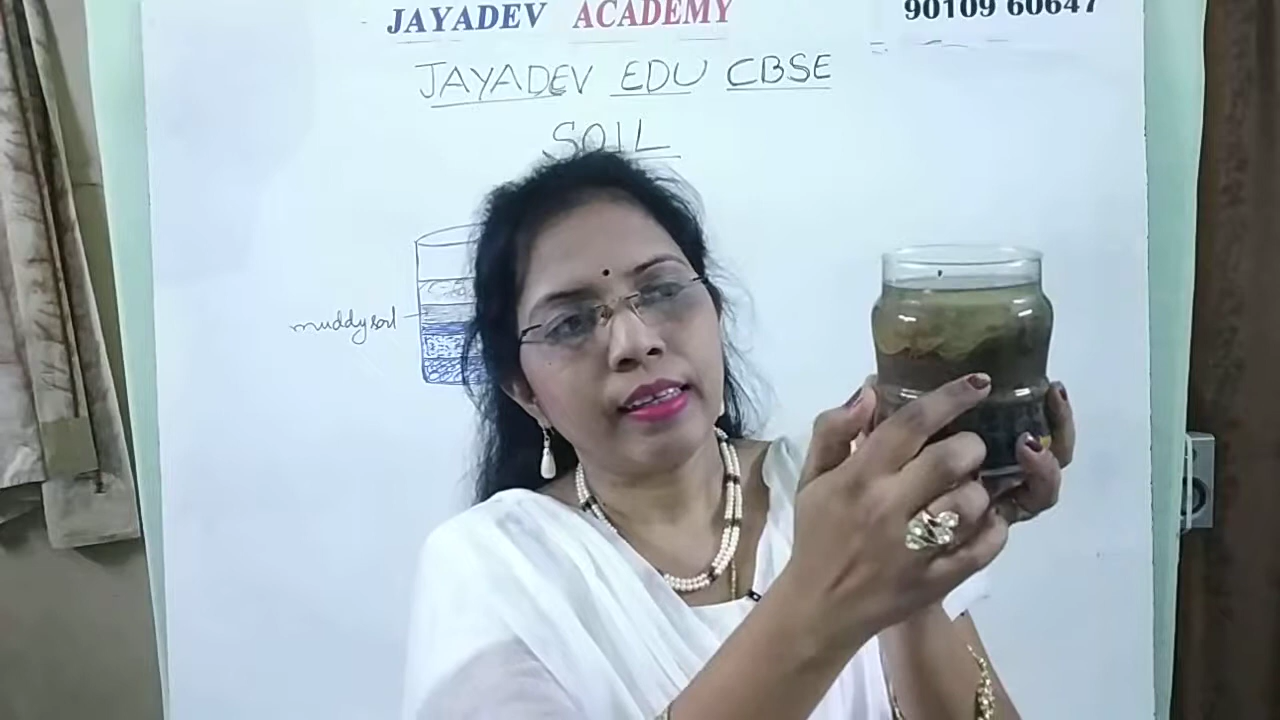 JAYADEV ACADEMY
90109 60647
JAYADEV EDU CBSE
SOIL
muddy soil